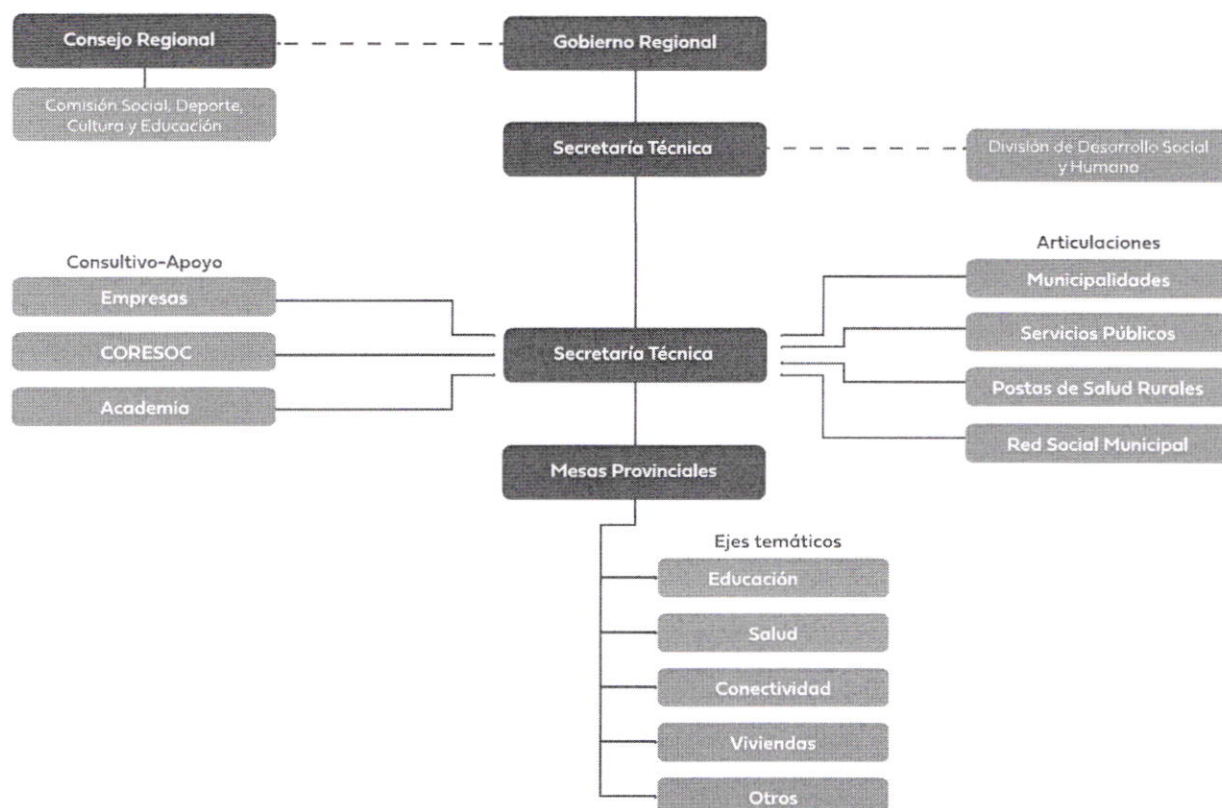 Consejo Regional
Gobierno Regional
Comisión Social, Deporte,
Cultura y Educación
Secretaría Técnica
División de Desarrollo Social
y Humano
Consultivo-Apoyo
Empresas
CORESOC
Academia
Secretaría Técnica
Articulaciones
Municipalidades
Servicios Públicos
Postas de Salud Rurales
Red Social Municipal
Mesas Provinciales
Ejes temáticos
Educación
Salud
Conectividad
Viviendas
Otros